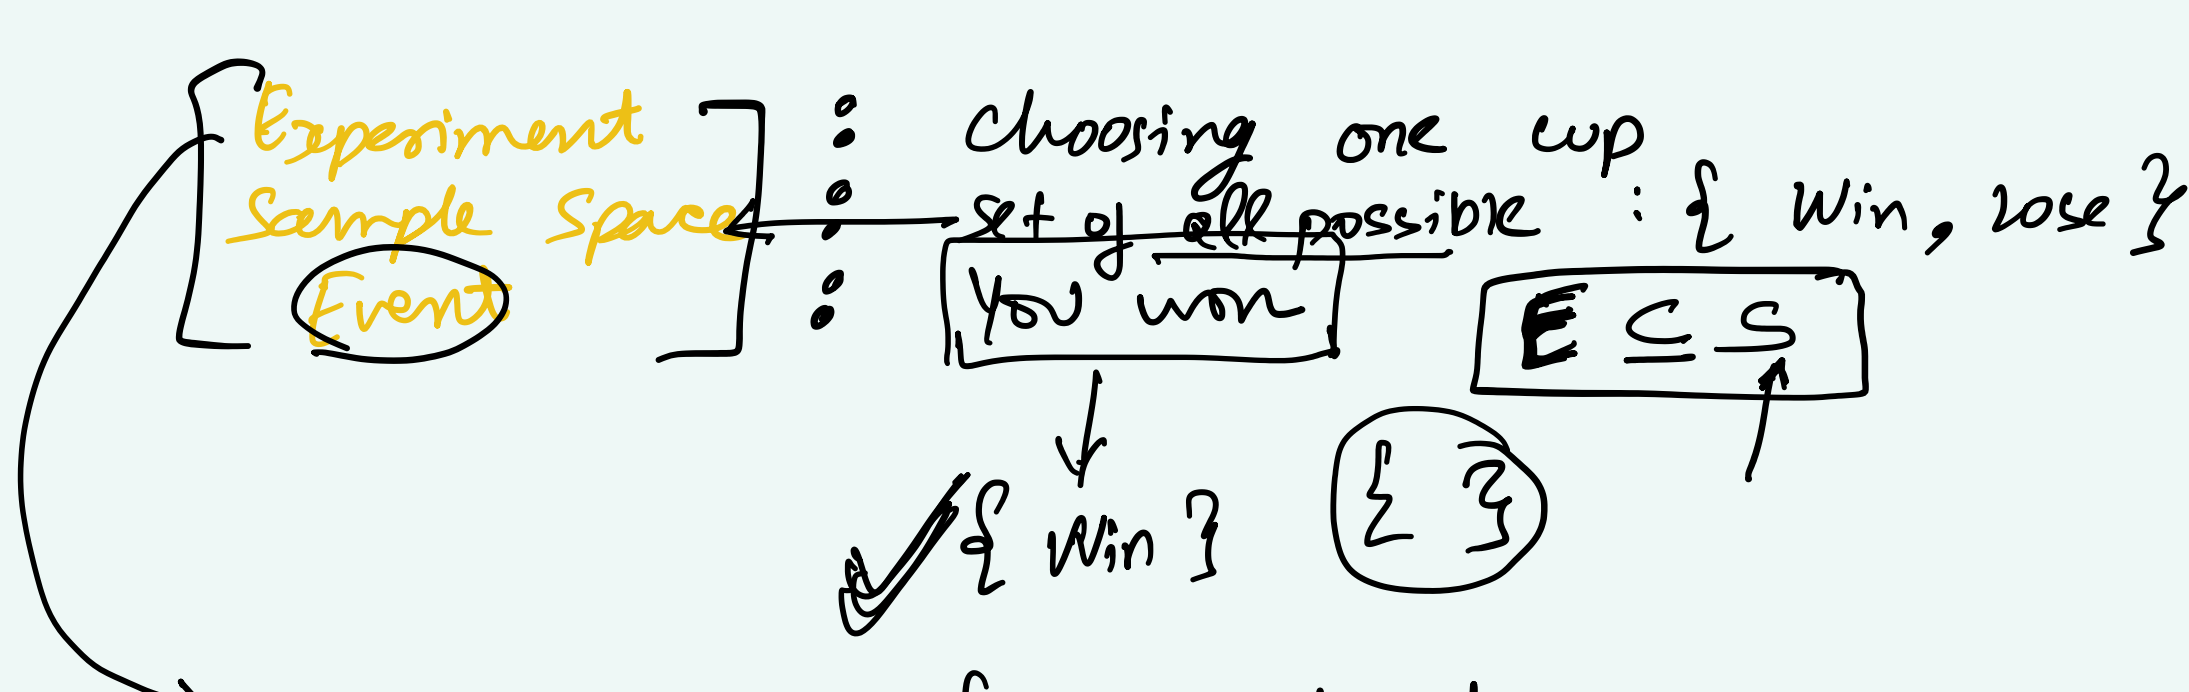 Experiment : choosing one cup
Sample Space : set of all possible : { Win, lose }
Event : You won
E ⊆ S
{ Win } { }